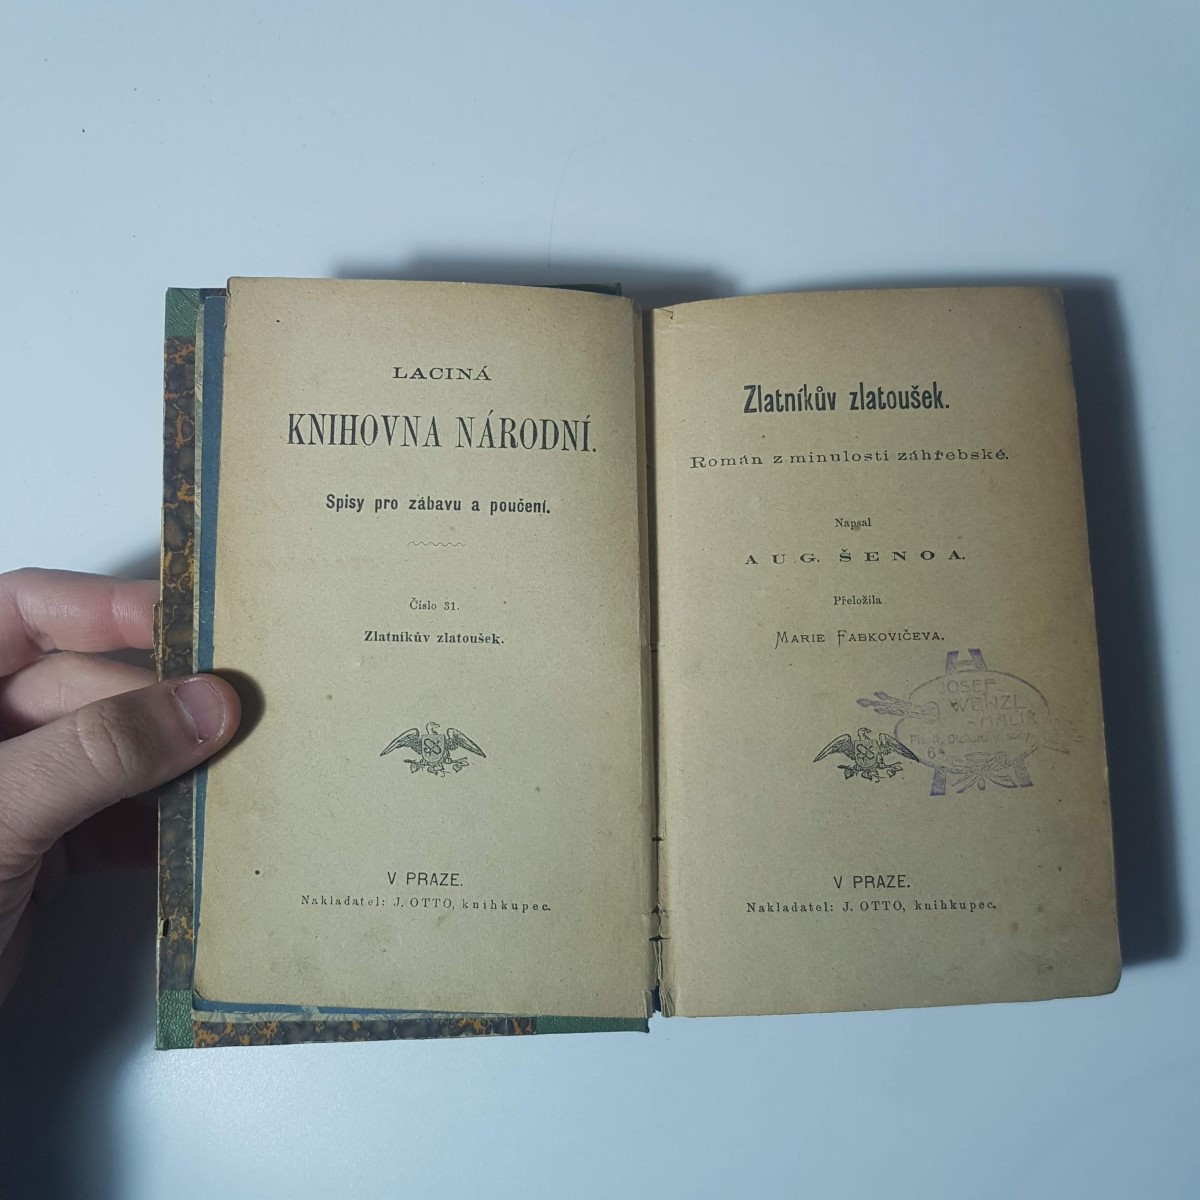 LACINÁ
KNIHOVNA NÁRODNÍ.
Spisy pro zábavu a poučení.
Číslo 31.
Zlatníkův zlatoušek.
V PRAZE.
Nakladatel: J. OTTO, knihkupec.
Zlatníkův zlatoušek.
Román z minulosti záhřebské.
Napsal
AUG. ŠENOA.
Přeložila
MARIE FABKOVIČEVA.
JOSEF
WENZL
V PRAZE.
Nakladatel: J. OTTO, knihkupec.